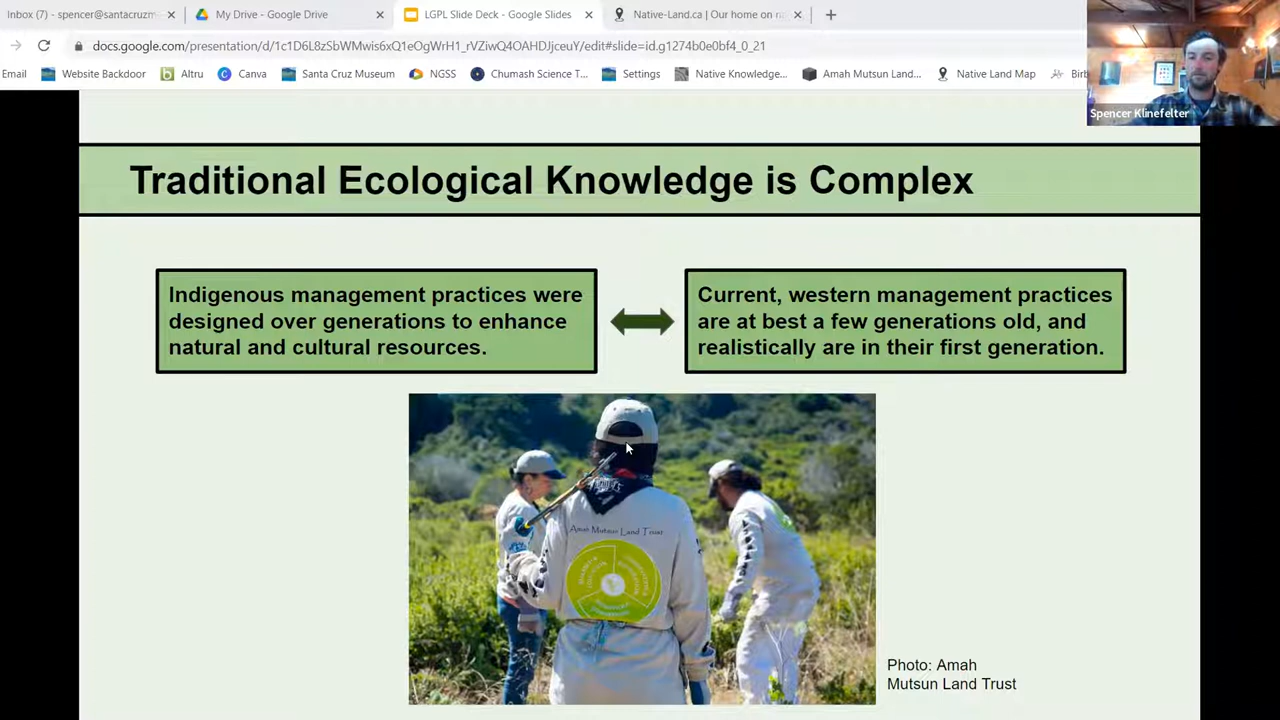 Inbox (7) - spencer@santacruzm
My Drive - Google Drive
LGPL Slide Deck - Google Slides
Native-Land.ca | Our home on na
docs.google.com/presentation/d/1c1D6L8zSbWMwis6xQ1eOgWrH1_rVZiwQ4OAHDJjceuY/edit#slide=id.g1274b0e0bf4_0_21
Email
Website Backdoor
Altru
Canva
Santa Cruz Museum
NGSS
Chumash Science T...
Settings
Native Knowledge...
Amah Mutsun Land...
Native Land Map
Birb
Spencer Klinefelter
Traditional Ecological Knowledge is Complex
Indigenous management practices were
designed over generations to enhance
natural and cultural resources.
Current, western management practices
are at best a few generations old, and
realistically are in their first generation.
Amah Mutsun Land Trust
Photo: Amah
Mutsun Land Trust